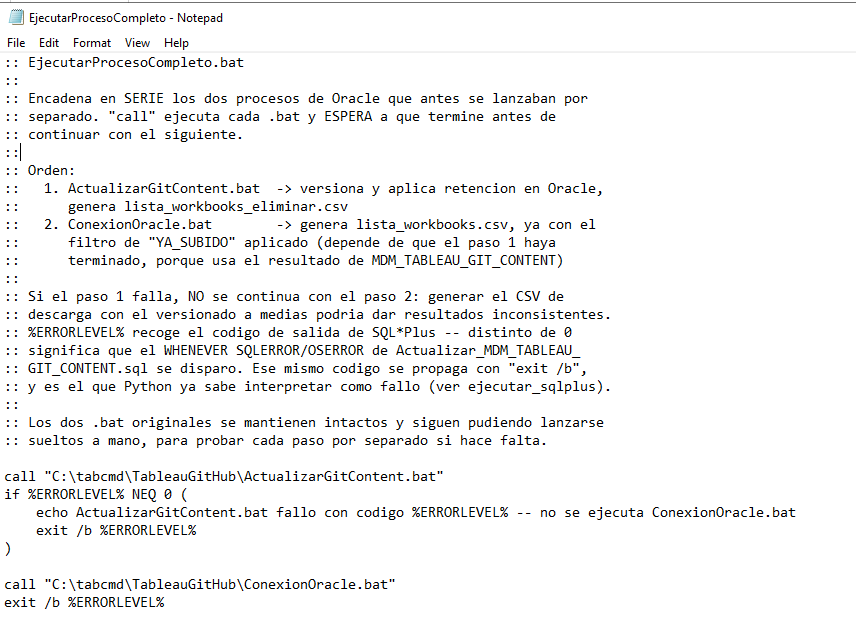 EjecutarProcesoCompleto - Notepad
File Edit Format View Help
:: EjecutarProcesoCompleto.bat
::
:: Encadena en SERIE los dos procesos de Oracle que antes se lanzaban por
:: separado. "call" ejecuta cada .bat y ESPERA a que termine antes de
:: continuar con el siguiente.
::
:: Orden:
::   1. ActualizarGitContent.bat  -> versiona y aplica retencion en Oracle,
::      genera lista_workbooks_eliminar.csv
::   2. ConexionOracle.bat        -> genera lista_workbooks.csv, ya con el
::      filtro de "YA_SUBIDO" aplicado (depende de que el paso 1 haya
::      terminado, porque usa el resultado de MDM_TABLEAU_GIT_CONTENT)
::
:: Si el paso 1 falla, NO se continua con el paso 2: generar el CSV de
:: descarga con el versionado a medias podria dar resultados inconsistentes.
:: %ERRORLEVEL% recoge el codigo de salida de SQL*Plus -- distinto de 0
:: significa que el WHENEVER SQLERROR/OSERROR de Actualizar_MDM_TABLEAU_
:: GIT_CONTENT.sql se disparo. Ese mismo codigo se propaga con "exit /b",
:: y es el que Python ya sabe interpretar como fallo (ver ejecutar_sqlplus).
::
:: Los dos .bat originales se mantienen intactos y siguen pudiendo lanzarse
:: sueltos a mano, para probar cada paso por separado si hace falta.
call "C:\tabcmd\TableauGitHub\ActualizarGitContent.bat"
if %ERRORLEVEL% NEQ 0 (
    echo ActualizarGitContent.bat fallo con codigo %ERRORLEVEL% -- no se ejecuta ConexionOracle.bat
    exit /b %ERRORLEVEL%
)
call "C:\tabcmd\TableauGitHub\ConexionOracle.bat"
exit /b %ERRORLEVEL%